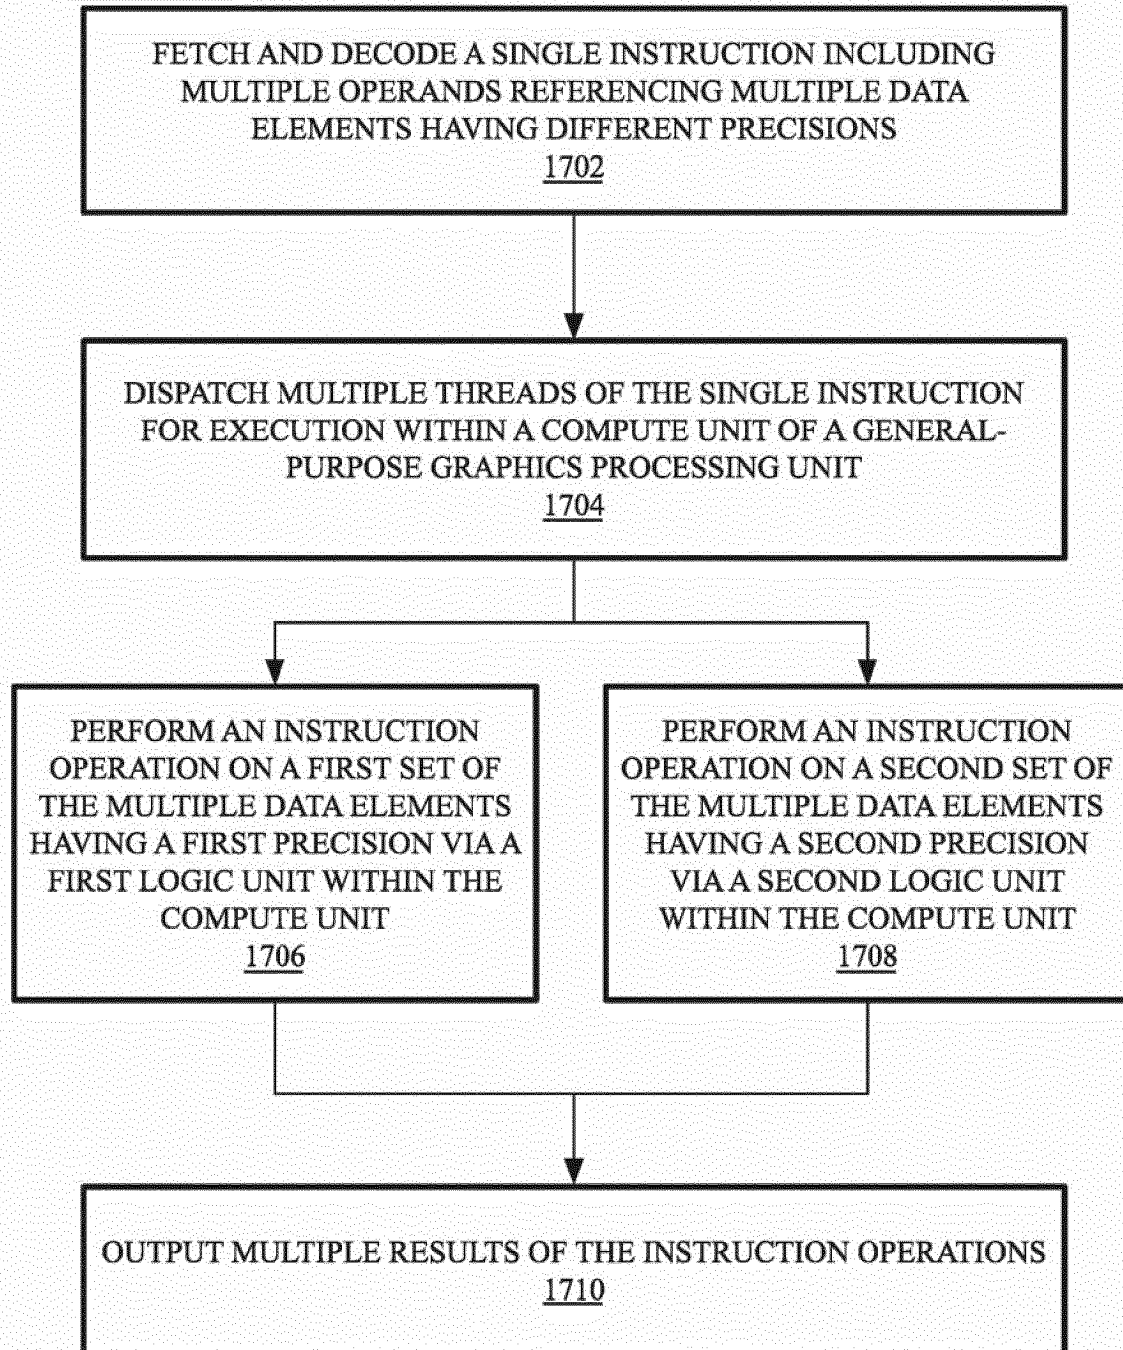 FETCH AND DECODE A SINGLE INSTRUCTION INCLUDING
MULTIPLE OPERANDS REFERENCING MULTIPLE DATA
ELEMENTS HAVING DIFFERENT PRECISIONS
1702
DISPATCH MULTIPLE THREADS OF THE SINGLE INSTRUCTION
FOR EXECUTION WITHIN A COMPUTE UNIT OF A GENERAL-
PURPOSE GRAPHICS PROCESSING UNIT
1704
PERFORM AN INSTRUCTION
OPERATION ON A FIRST SET OF
THE MULTIPLE DATA ELEMENTS
HAVING A FIRST PRECISION VIA A
FIRST LOGIC UNIT WITHIN THE
COMPUTE UNIT
1706
PERFORM AN INSTRUCTION
OPERATION ON A SECOND SET OF
THE MULTIPLE DATA ELEMENTS
HAVING A SECOND PRECISION
VIA A SECOND LOGIC UNIT
WITHIN THE COMPUTE UNIT
1708
OUTPUT MULTIPLE RESULTS OF THE INSTRUCTION OPERATIONS
1710